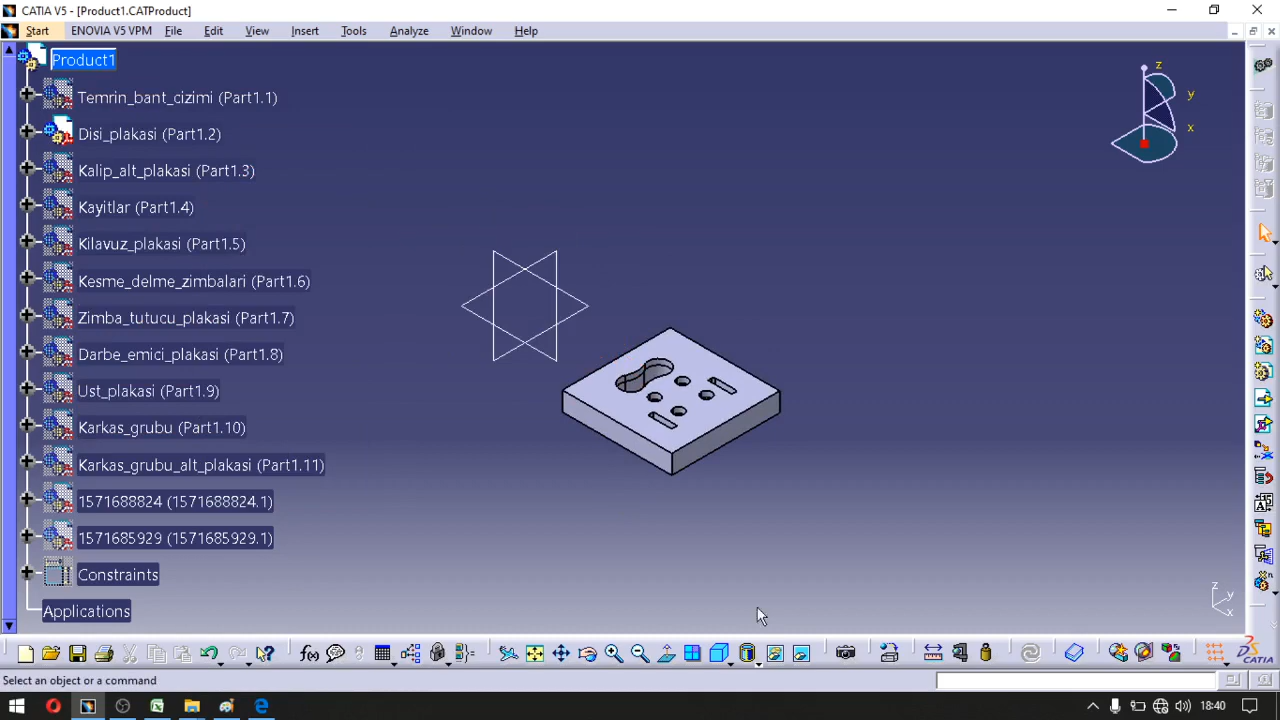 CATIA V5 - [Product1.CATProduct]
Start ENOVIA V5 VPM File Edit View Insert Tools Analyze Window Help
Product1
Temrin_bant_cizimi (Part1.1)
Disi_plakasi (Part1.2)
Kalip_alt_plakasi (Part1.3)
Kayitlar (Part1.4)
Kilavuz_plakasi (Part1.5)
Kesme_delme_zimbalari (Part1.6)
Zimba_tutucu_plakasi (Part1.7)
Darbe_emici_plakasi (Part1.8)
Ust_plakasi (Part1.9)
Karkas_grubu (Part1.10)
Karkas_grubu_alt_plakasi (Part1.11)
1571688824 (1571688824.1)
1571685929 (1571685929.1)
Constraints
Applications
z
y
x
z
y
x
f(x)
DS CATIA
Select an object or a command
18:40